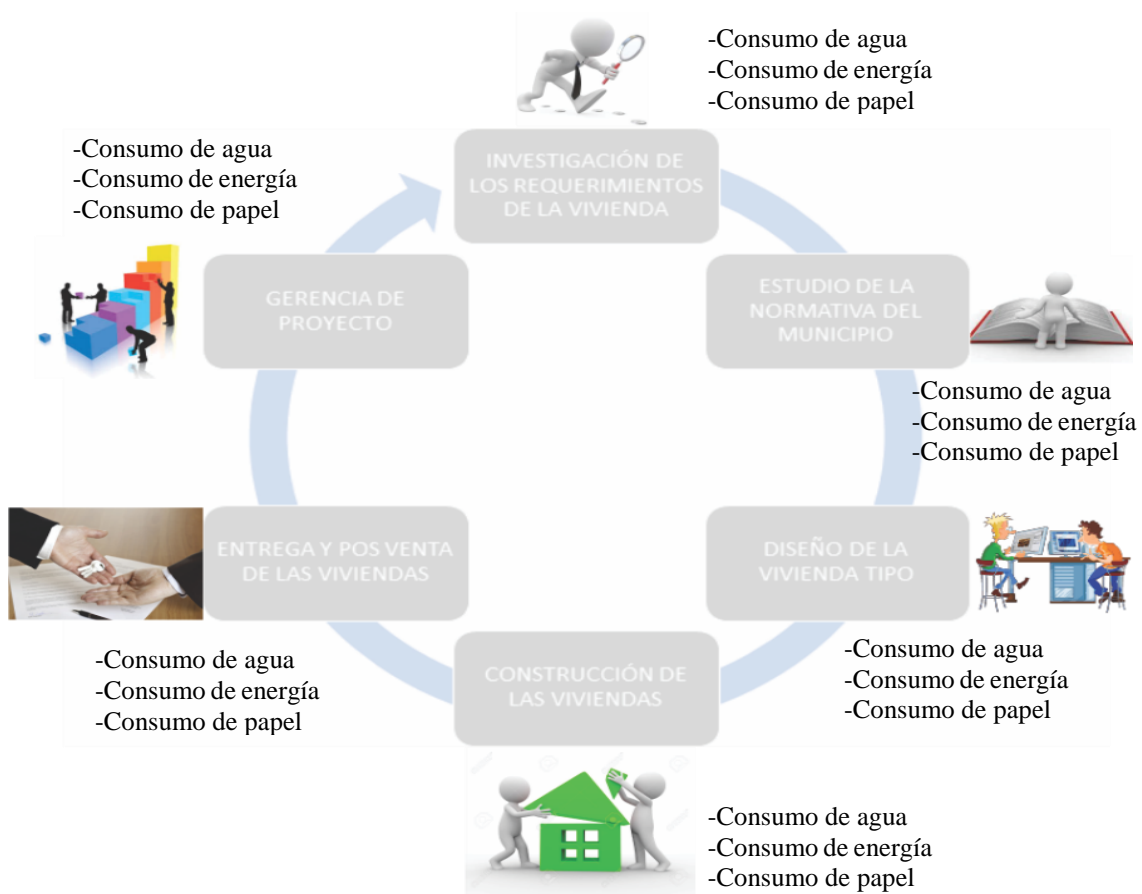 -Consumo de agua
-Consumo de energía
-Consumo de papel
INVESTIGACIÓN DE
LOS REQUERIMIENTOS
DE LA VIVIENDA
ESTUDIO DE LA
NORMATIVA DEL
MUNICIPIO
-Consumo de agua
-Consumo de energía
-Consumo de papel
DISEÑO DE LA
VIVIENDA TIPO
-Consumo de agua
-Consumo de energía
-Consumo de papel
CONSTRUCCIÓN DE
LAS VIVIENDAS
-Consumo de agua
-Consumo de energía
-Consumo de papel
ENTREGA Y POS VENTA
DE LAS VIVIENDAS
-Consumo de agua
-Consumo de energía
-Consumo de papel
-Consumo de agua
-Consumo de energía
-Consumo de papel
GERENCIA DE
PROYECTO